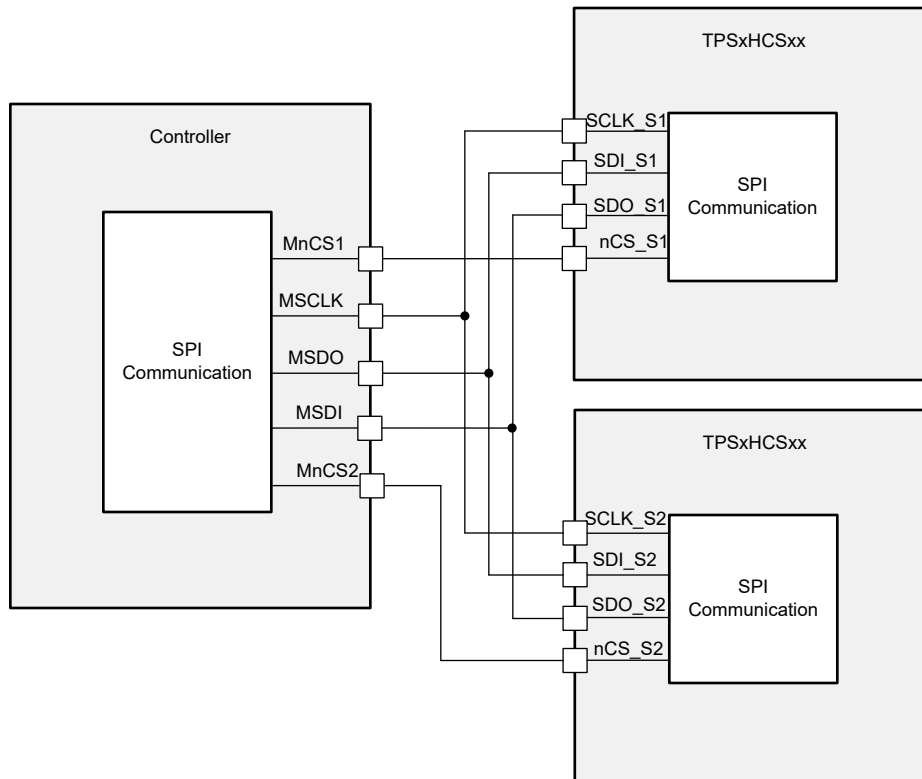 Controller
SPI
Communication
MnCS1
MSCLK
MSDO
MSDI
MnCS2
TPSxHCSxx
SCLK_S1
SDI_S1
SDO_S1
nCS_S1
SPI
Communication
TPSxHCSxx
SCLK_S2
SDI_S2
SDO_S2
nCS_S2
SPI
Communication